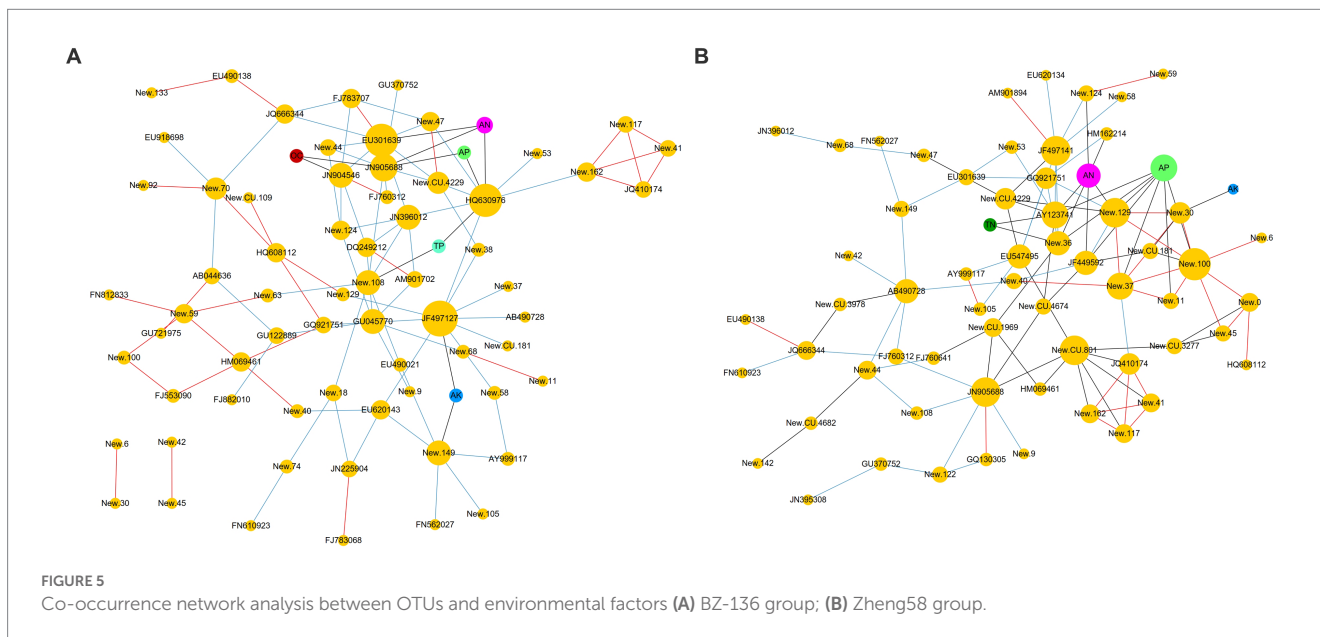 A
B
EU490138
GU370752
New.133
FJ783707
JQ666344
New.47
AN
New.117
EU918698
EU301639
New.41
New.44
AP
New.53
JN905688
New.162
JN904546
New.CU.4229
JQ410174
New.92
New.70
FJ760312
HQ630976
New.CU.109
JN396012
New.124
DQ249212
TP
New.38
HQ608112
AB044636
New.108
AM901702
New.37
FN812833
New.63
New.129
New.59
GU045770
JF497127
AB490728
GU721975
GQ921751
GU122889
New.CU.181
New.100
HM069461
EU490021
New.68
New.11
FJ553090
FJ882010
New.18
New.9
AK
New.58
New.40
EU620143
New.6
New.42
New.149
AY999117
New.74
JN225904
New.30
New.45
New.105
FN610923
FN562027
FJ783068
EU620134
New.59
AM901894
New.124
New.58
JN396012
FN562027
HM162214
New.68
New.53
JF497141
New.47
GQ921751
AN
AP
EU301639
AK
New.CU.4229
New.149
AY123741
New.129
New.30
TN
New.36
New.6
New.42
EU547495
JF449592
New.CU.181
New.100
AY999117
New.40
New.37
AB490728
New.CU.3978
New.105
New.CU.4674
New.11
New.0
EU490138
New.CU.1969
New.45
JQ666344
FJ760312
FJ760641
New.CU.801
New.CU.3277
FN610923
New.44
JQ410174
HQ608112
JN905688
HM069461
New.108
New.162
New.41
New.CU.4682
New.117
New.142
GU370752
GQ130305
New.9
New.122
JN395308
FIGURE 5
Co-occurrence network analysis between OTUs and environmental factors (A) BZ-136 group; (B) Zheng58 group.